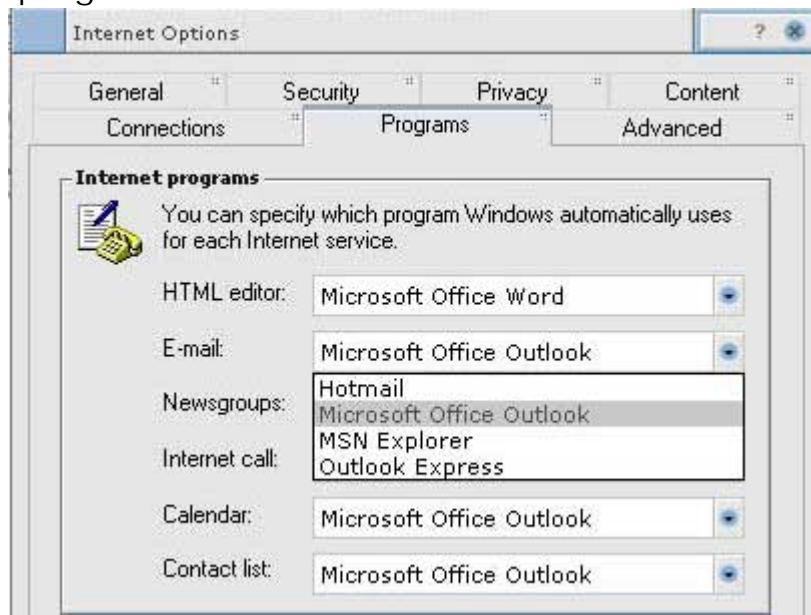 Internet Options ?
General Security Privacy Content
Connections Programs Advanced
Internet programs
You can specify which program Windows automatically uses
for each Internet service.
HTML editor: Microsoft Office Word
E-mail: Microsoft Office Outlook
Hotmail
Newsgroups: Microsoft Office Outlook
MSN Explorer
Internet call: Outlook Express
Calendar: Microsoft Office Outlook
Contact list: Microsoft Office Outlook